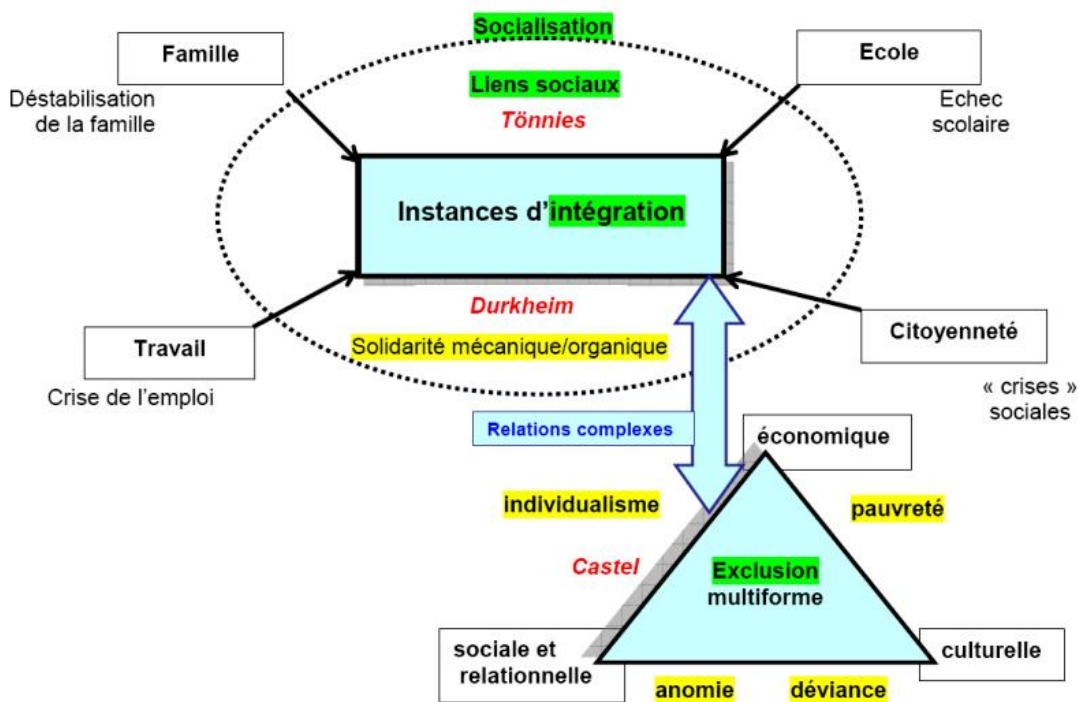 Socialisation
Famille
Ecole
Déstabilisation
de la famille
Liens sociaux
Echec
scolaire
Tönnies
Instances d'intégration
Durkheim
Travail
Citoyenneté
Solidarité mécanique/organique
Crise de l'emploi
« crises »
sociales
Relations complexes
économique
individualisme
pauvreté
Castel
Exclusion
multiforme
sociale et
relationnelle
culturelle
anomie
déviance